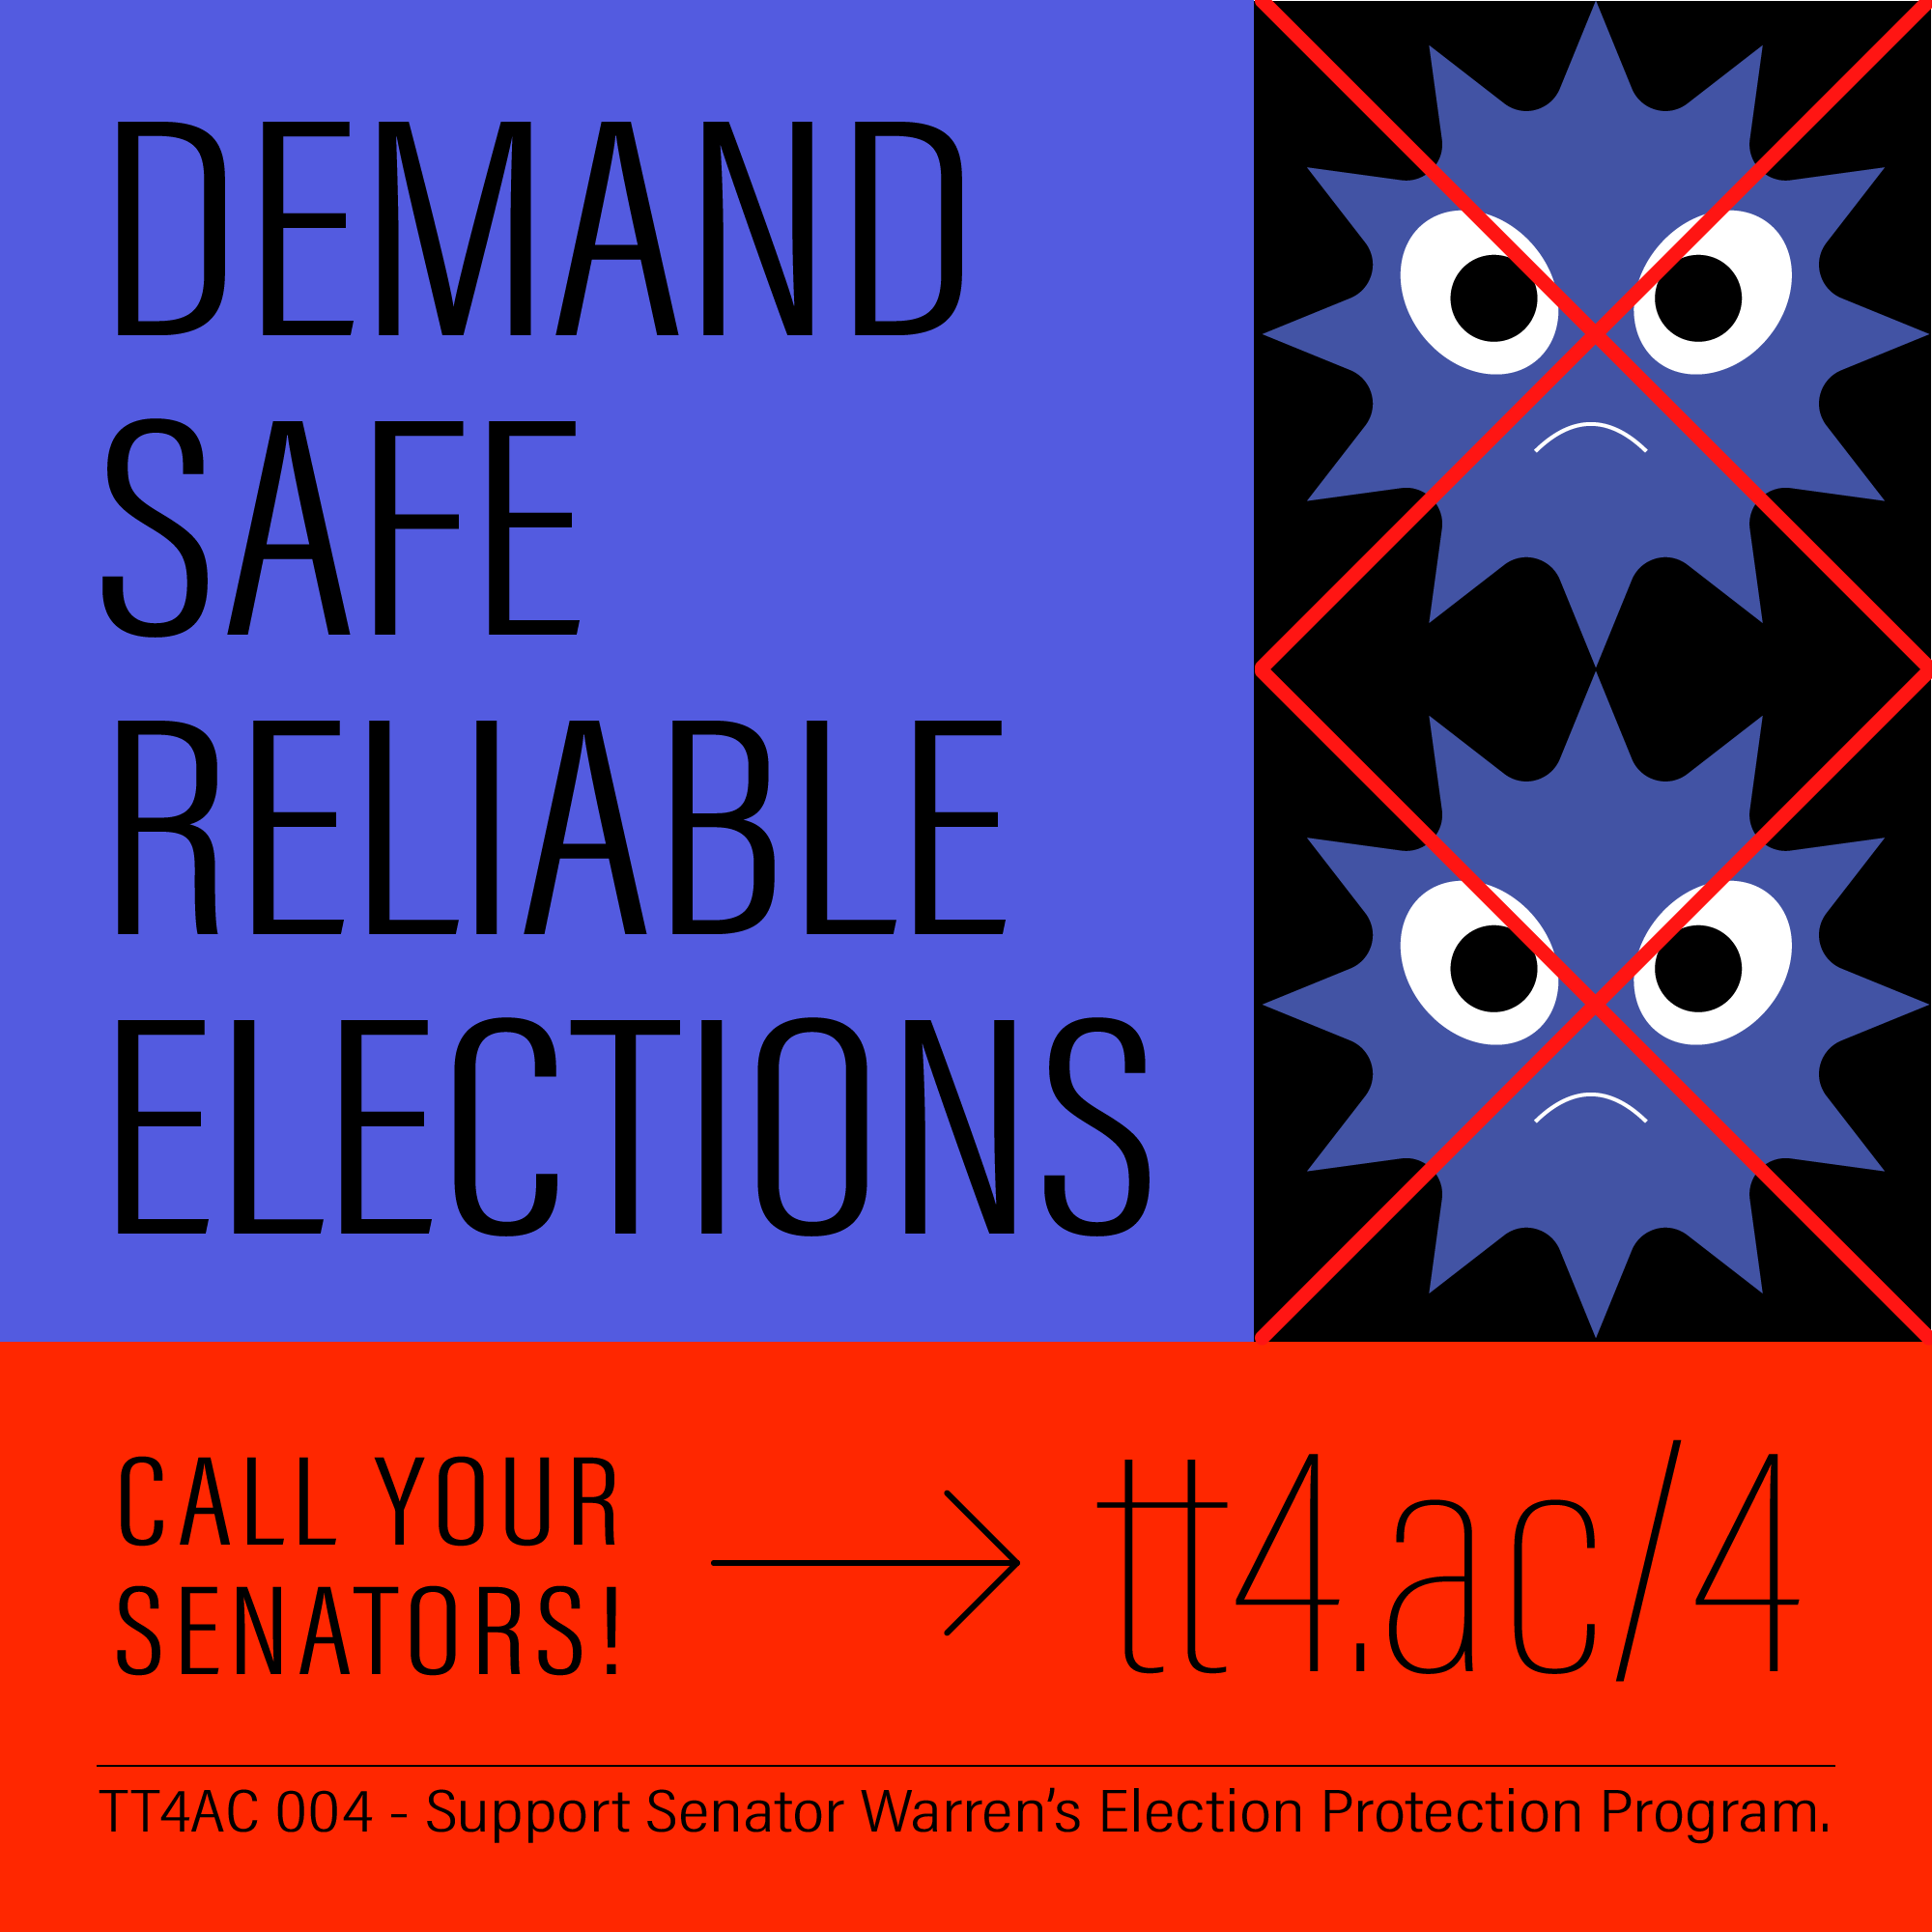 DEMAND
SAFE
RELIABLE
ELECTIONS
CALL YOUR
SENATORS!
tt4.ac/4
TT4AC 004 - Support Senator Warren’s Election Protection Program.